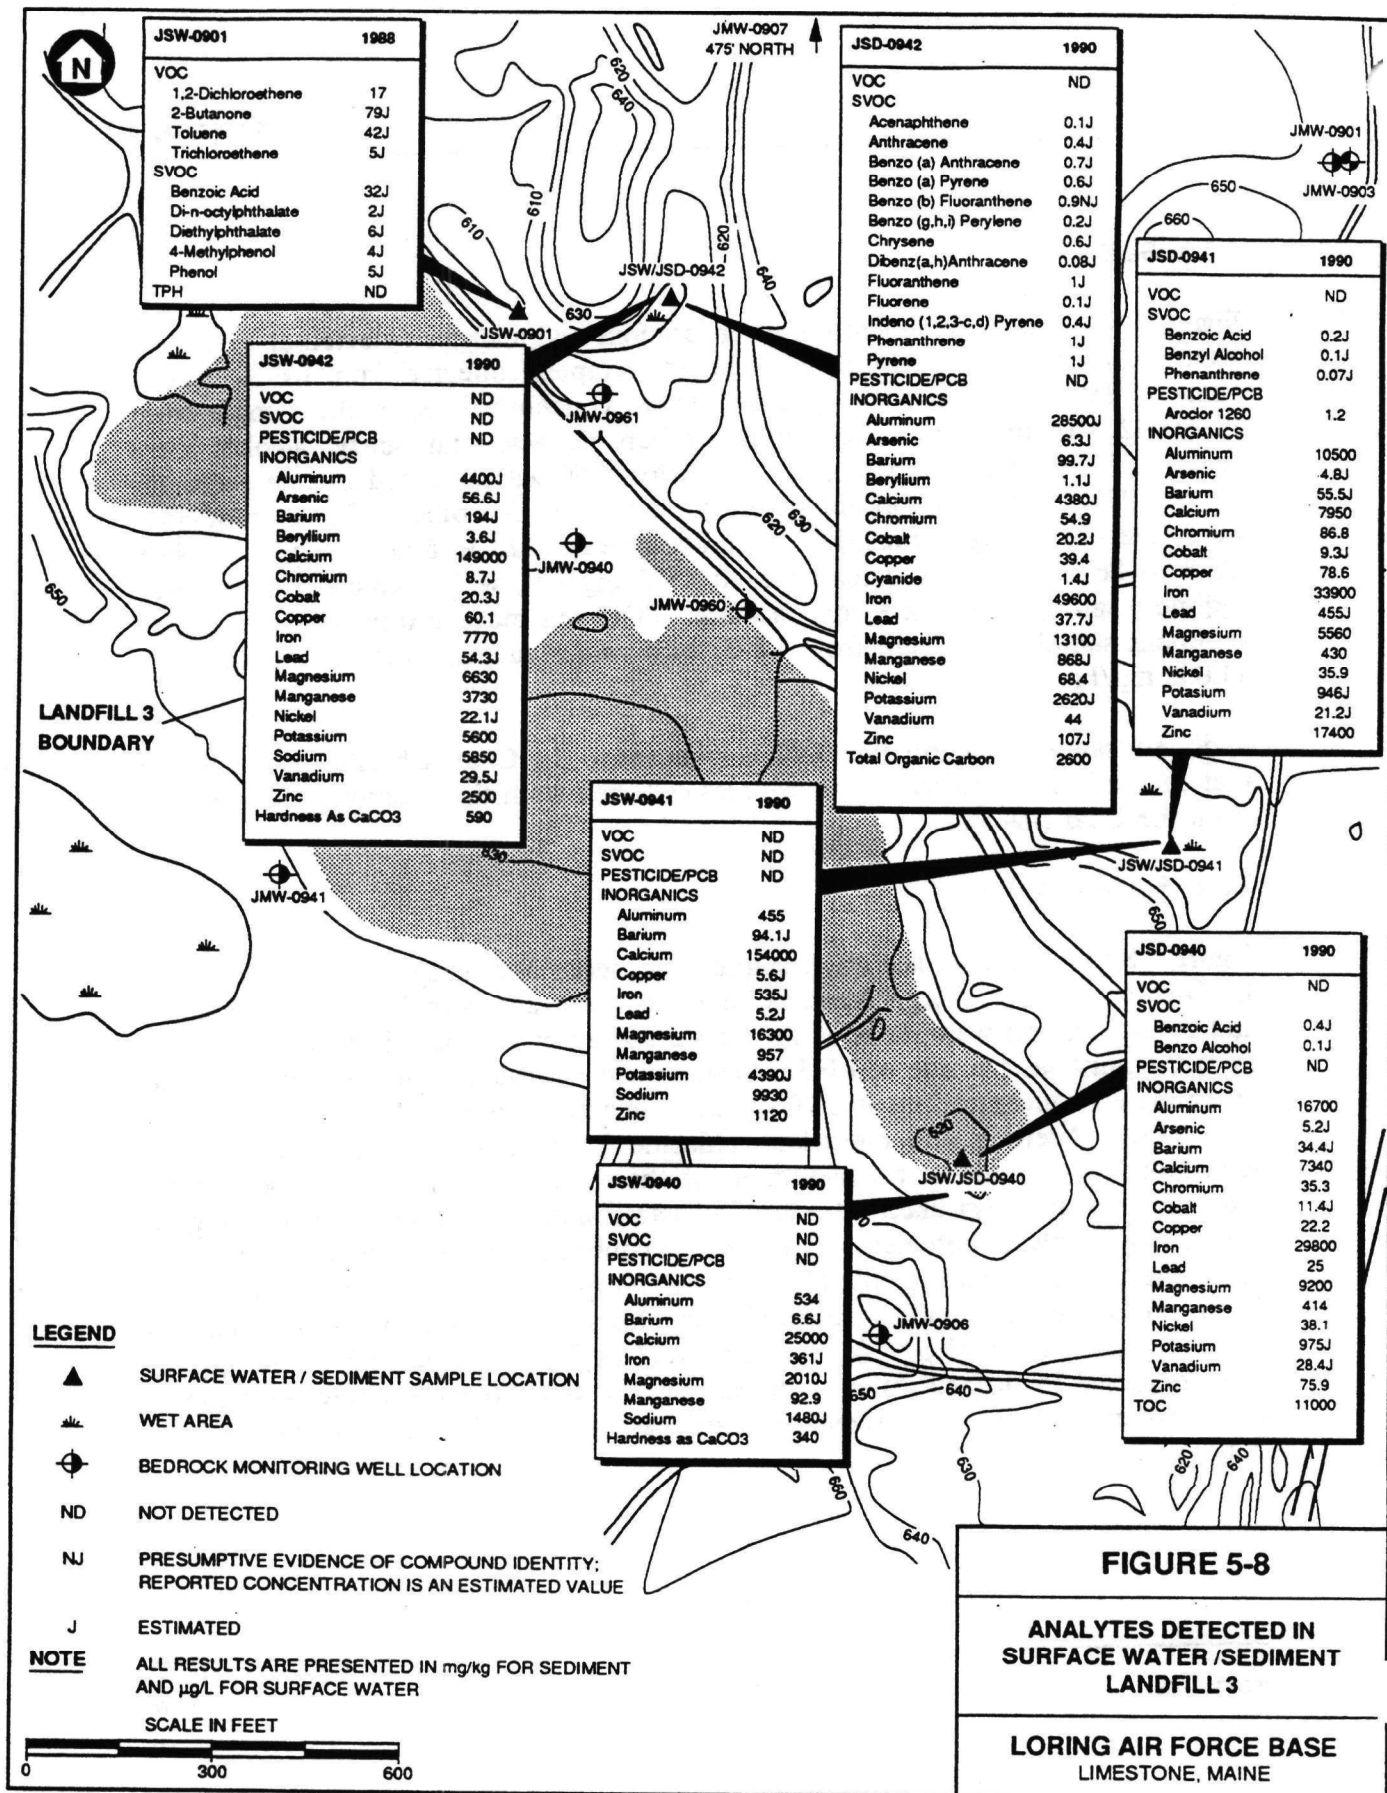 N
JMW-0907
475' NORTH
JSW-0901 1988
VOC
1,2-Dichloroethene 17
2-Butanone 79J
Toluene 42J
Trichloroethene 5J
SVOC
Benzoic Acid 32J
Di-n-octylphthalate 2J
Diethylphthalate 6J
4-Methylphenol 4J
Phenol 5J
TPH ND
JSD-0942 1990
VOC ND
SVOC
Acenaphthene 0.1J
Anthracene 0.4J
Benzo (a) Anthracene 0.7J
Benzo (a) Pyrene 0.6J
Benzo (b) Fluoranthene 0.9NJ
Benzo (g,h,i) Perylene 0.2J
Chrysene 0.6J
Dibenz(a,h)Anthracene 0.08J
Fluoranthene 1J
Fluorene 0.1J
Indeno (1,2,3-c,d) Pyrene 0.4J
Phenanthrene 1J
Pyrene 1J
PESTICIDE/PCB ND
INORGANICS
Aluminum 28500J
Arsenic 6.3J
Barium 99.7J
Beryllium 1.1J
Calcium 4380J
Chromium 54.9
Cobalt 20.2J
Copper 39.4
Cyanide 1.4J
Iron 49600
Lead 37.7J
Magnesium 13100
Manganese 868J
Nickel 68.4
Potassium 2620J
Vanadium 44
Zinc 107J
Total Organic Carbon 2600
JMW-0901
JMW-0903
650
660
JSD-0941 1990
VOC ND
SVOC
Benzoic Acid 0.2J
Benzyl Alcohol 0.1J
Phenanthrene 0.07J
PESTICIDE/PCB
Aroclor 1260 1.2
INORGANICS
Aluminum 10500
Arsenic 4.8J
Barium 55.5J
Calcium 7950
Chromium 86.8
Cobalt 9.3J
Copper 78.6
Iron 33900
Lead 455J
Magnesium 5560
Manganese 430
Nickel 35.9
Potasium 946J
Vanadium 21.2J
Zinc 17400
620
640
610
610
620
640
630
JSW/JSD-0942
JSW-0901
JMW-0961
JMW-0940
JMW-0960
620
630
650
JSW-0942 1990
VOC ND
SVOC ND
PESTICIDE/PCB ND
INORGANICS
Aluminum 4400J
Arsenic 56.6J
Barium 194J
Beryllium 3.6J
Calcium 149000
Chromium 8.7J
Cobalt 20.3J
Copper 60.1
Iron 7770
Lead 54.3J
Magnesium 6630
Manganese 3730
Nickel 22.1J
Potassium 5600
Sodium 5850
Vanadium 29.5J
Zinc 2500
Hardness As CaCO3 590
LANDFILL 3
BOUNDARY
630
JMW-0941
JSW-0941 1990
VOC ND
SVOC ND
PESTICIDE/PCB ND
INORGANICS
Aluminum 455
Barium 94.1J
Calcium 154000
Copper 5.6J
Iron 535J
Lead 5.2J
Magnesium 16300
Manganese 957
Potassium 4390J
Sodium 9930
Zinc 1120
JSW/JSD-0941
650
660
JSD-0940 1990
VOC ND
SVOC
Benzoic Acid 0.4J
Benzo Alcohol 0.1J
PESTICIDE/PCB ND
INORGANICS
Aluminum 16700
Arsenic 5.2J
Barium 34.4J
Calcium 7340
Chromium 35.3
Cobalt 11.4J
Copper 22.2
Iron 29800
Lead 25
Magnesium 9200
Manganese 414
Nickel 38.1
Potasium 975J
Vanadium 28.4J
Zinc 75.9
TOC 11000
620
JSW/JSD-0940
JSW-0940 1990
VOC ND
SVOC ND
PESTICIDE/PCB ND
INORGANICS
Aluminum 534
Barium 6.6J
Calcium 25000
Iron 361J
Magnesium 2010J
Manganese 92.9
Sodium 1480J
Hardness as CaCO3 340
JMW-0906
650
640
630
620
640
660
640
LEGEND
SURFACE WATER / SEDIMENT SAMPLE LOCATION
WET AREA
BEDROCK MONITORING WELL LOCATION
ND NOT DETECTED
NJ PRESUMPTIVE EVIDENCE OF COMPOUND IDENTITY;
REPORTED CONCENTRATION IS AN ESTIMATED VALUE
J ESTIMATED
NOTE ALL RESULTS ARE PRESENTED IN mg/kg FOR SEDIMENT
AND µg/L FOR SURFACE WATER
SCALE IN FEET
0 300 600
FIGURE 5-8
ANALYTES DETECTED IN
SURFACE WATER /SEDIMENT
LANDFILL 3
LORING AIR FORCE BASE
LIMESTONE, MAINE